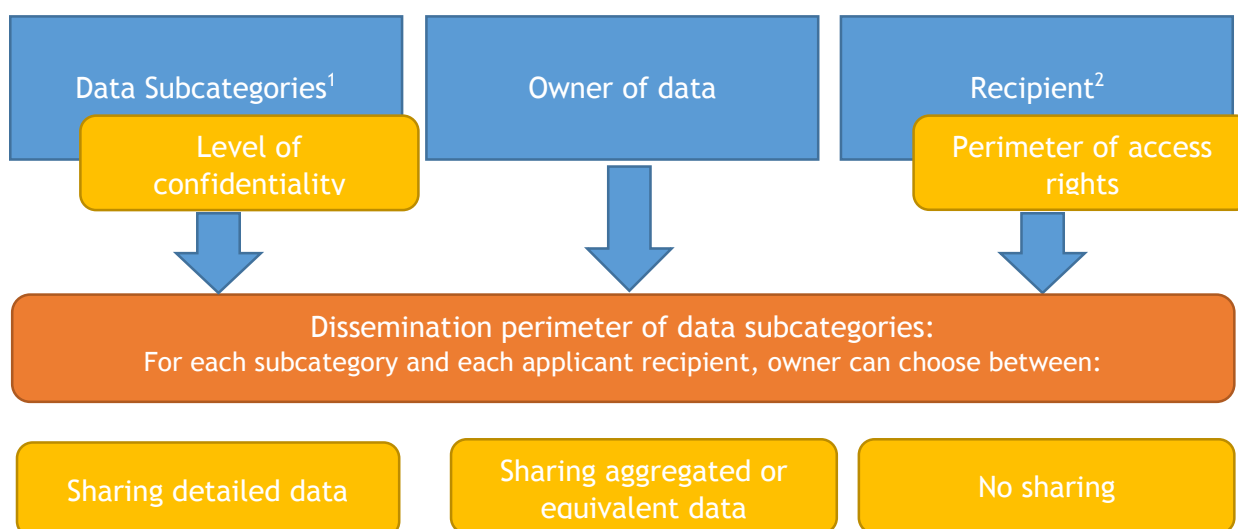 Data Subcategories¹
Owner of data
Recipient²
Level of
confidentiality
Perimeter of access
rights
Dissemination perimeter of data subcategories:
For each subcategory and each applicant recipient, owner can choose between:
Sharing detailed data
Sharing aggregated or
equivalent data
No sharing